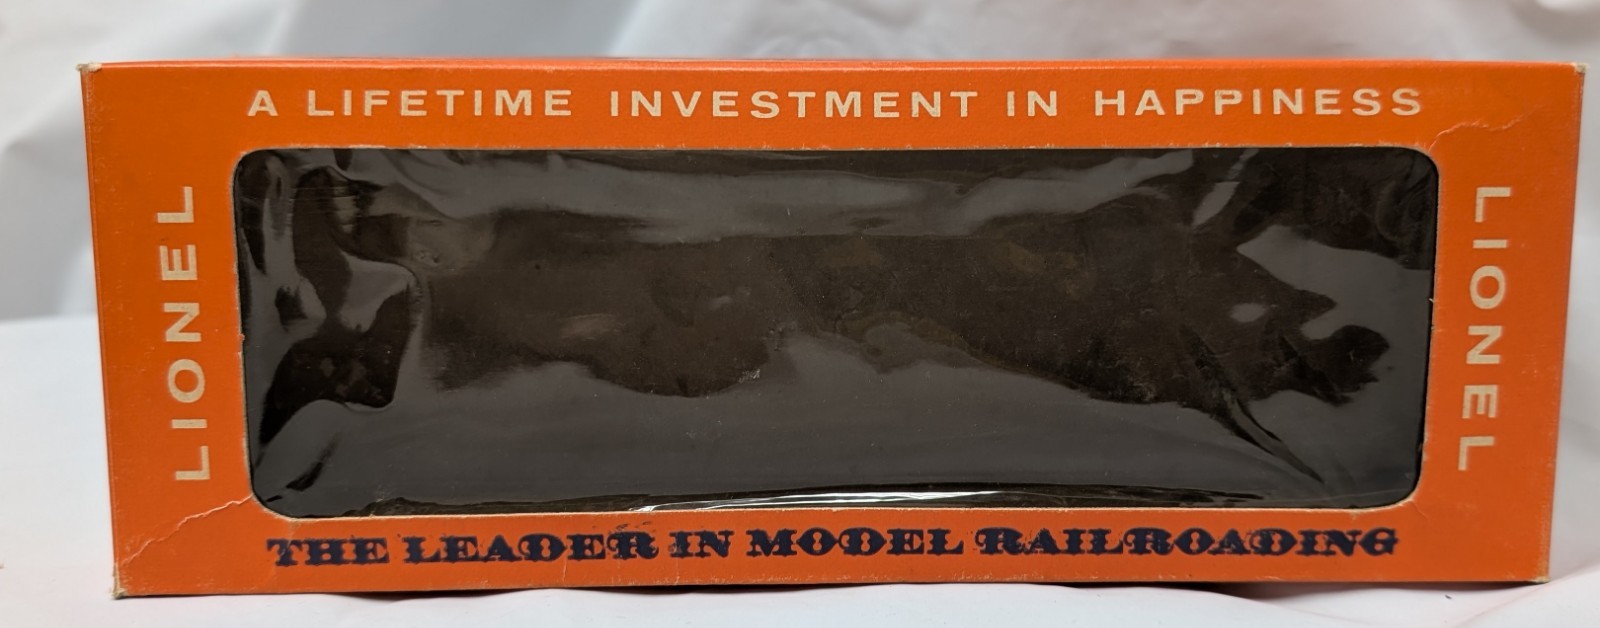 A LIFETIME INVESTMENT IN HAPPINESS
LIONEL
LIONEL
THE LEADER IN MODEL RAILROADING